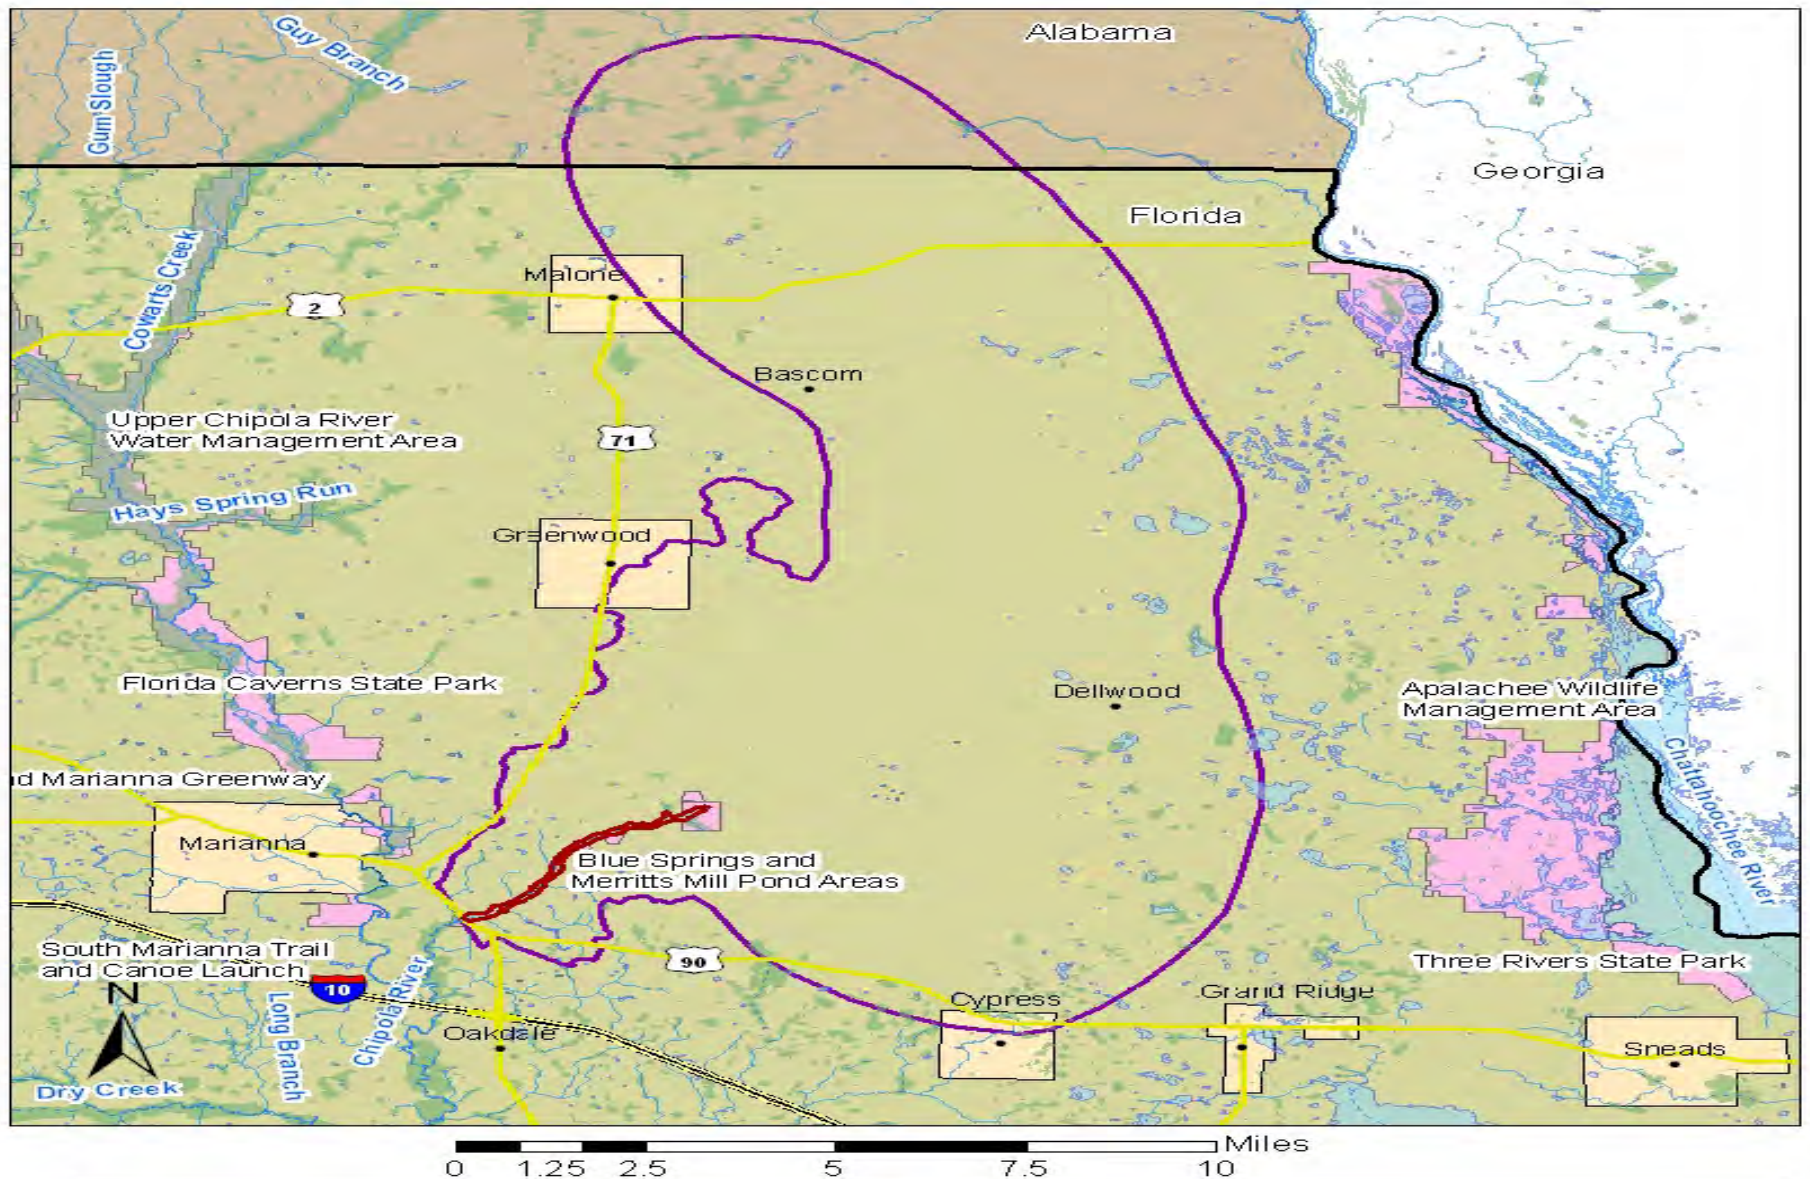 Alabama
Guy Branch
Gum Slough
Georgia
Florida
Cowarts Creek
Malone
2
Bascom
Upper Chipola River
Water Management Area
71
Hays Spring Run
Greenwood
Florida Caverns State Park
Dellwood
Apalachee Wildlife
Management Area
Chattahoochee River
d Marianna Greenway
Marianna
Blue Springs and
Merritts Mill Pond Areas
South Marianna Trail
and Canoe Launch
N
10
Long Branch
Chipola River
90
Three Rivers State Park
Cypress
Grand Ridge
Oakdale
Sneads
Dry Creek
Miles
0 1.25 2.5 5 7.5 10